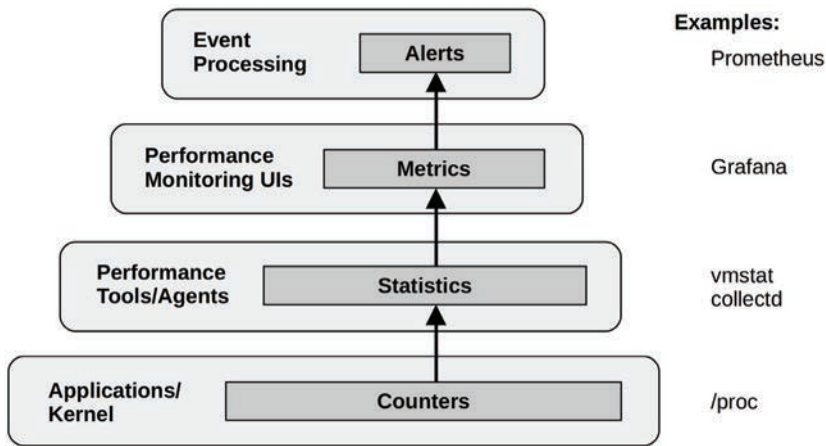 Examples:
Event
Processing
Alerts
Prometheus
Performance
Monitoring UIs
Metrics
Grafana
Performance
Tools/Agents
Statistics
vmstat
collectd
Applications/
Kernel
Counters
/proc